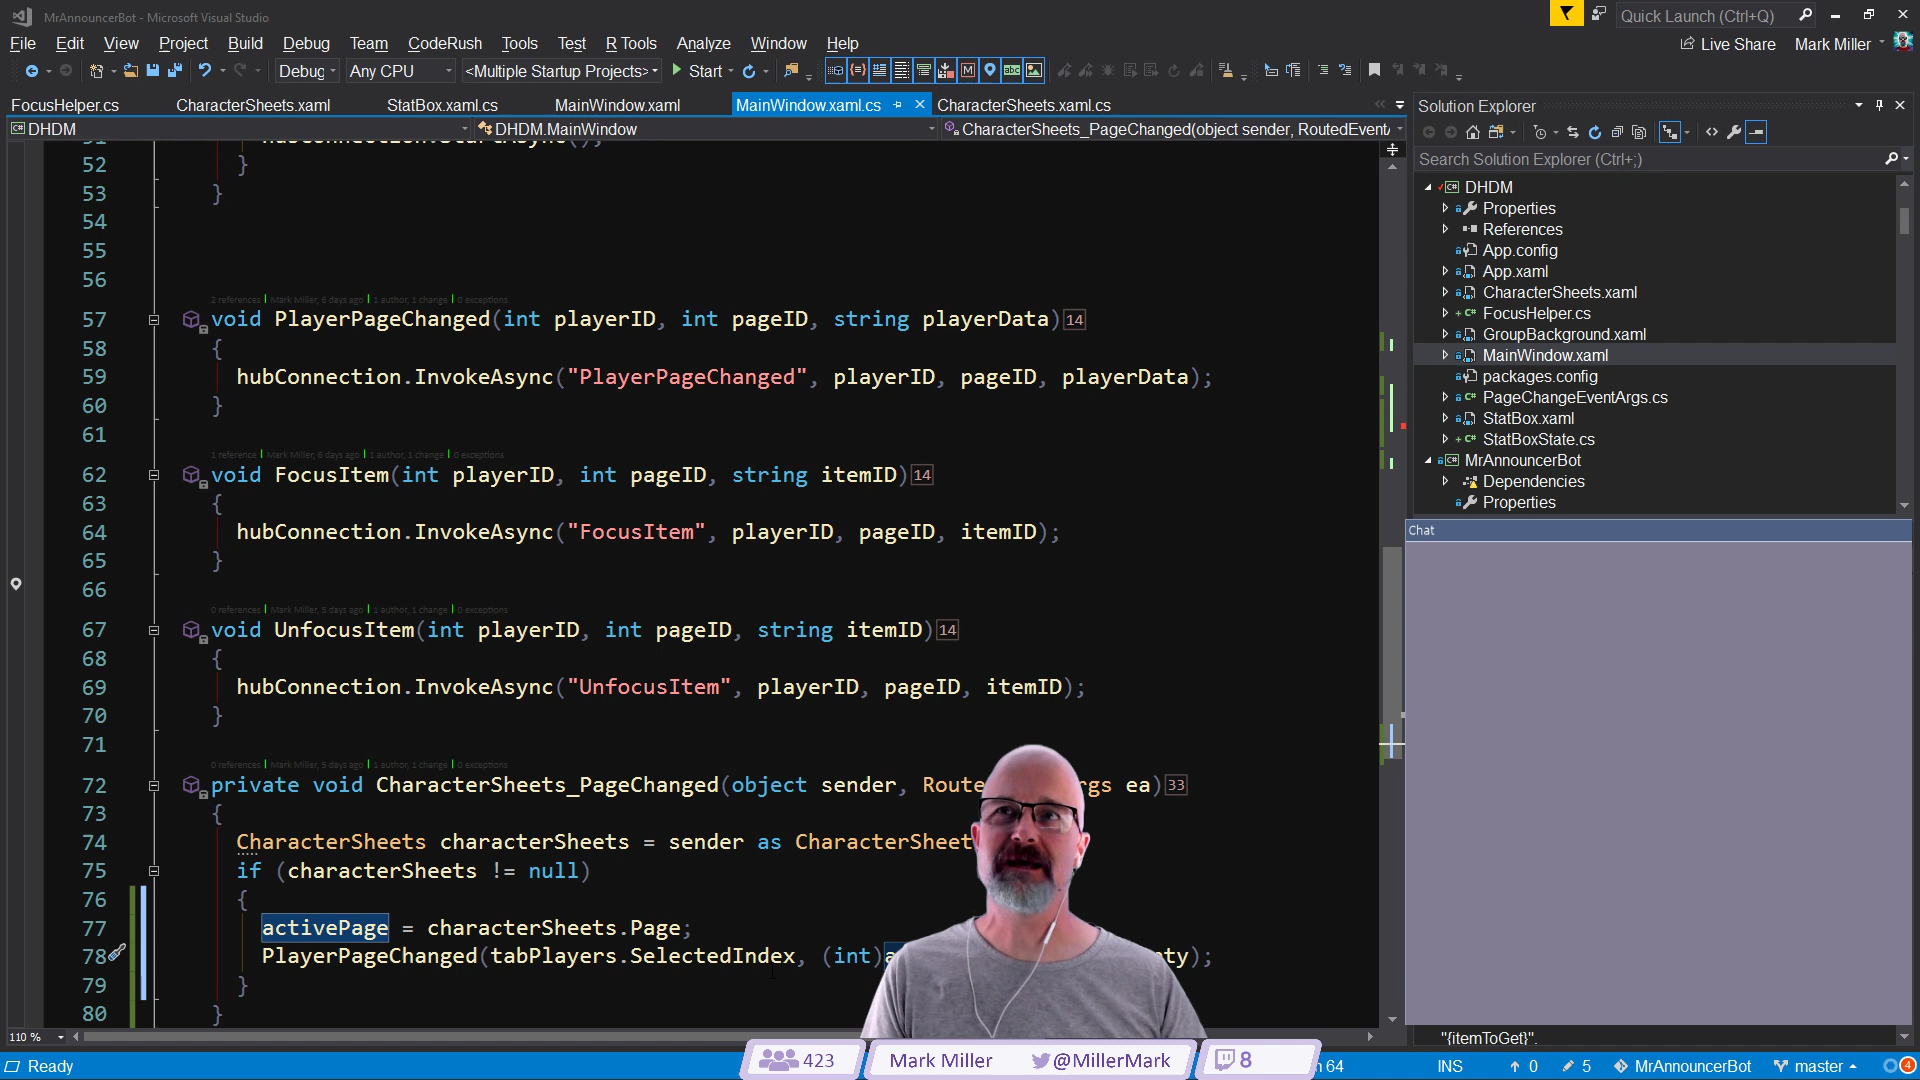 MrAnnouncerBot - Microsoft Visual Studio
Quick Launch (Ctrl+Q)
File Edit View Project Build Debug Team CodeRush Tools Test R Tools Analyze Window Help
Live Share Mark Miller
Debug Any CPU <Multiple Startup Projects> Start
FocusHelper.cs CharacterSheets.xaml StatBox.xaml.cs MainWindow.xaml MainWindow.xaml.cs CharacterSheets.xaml.cs
DHDM DHDM.MainWindow CharacterSheets_PageChanged(object sender, RoutedEvent
52 }
53 }
54
55
56
2 references | Mark Miller, 6 days ago | 1 author, 1 change | 0 exceptions
57 void PlayerPageChanged(int playerID, int pageID, string playerData) 14
58 {
59 hubConnection.InvokeAsync("PlayerPageChanged", playerID, pageID, playerData);
60 }
61
1 reference | Mark Miller, 6 days ago | 1 author, 1 change | 0 exceptions
62 void FocusItem(int playerID, int pageID, string itemID) 14
63 {
64 hubConnection.InvokeAsync("FocusItem", playerID, pageID, itemID);
65 }
66
0 references | Mark Miller, 5 days ago | 1 author, 1 change | 0 exceptions
67 void UnfocusItem(int playerID, int pageID, string itemID) 14
68 {
69 hubConnection.InvokeAsync("UnfocusItem", playerID, pageID, itemID);
70 }
71
0 references | Mark Miller, 5 days ago | 1 author, 1 change | 0 exceptions
72 private void CharacterSheets_PageChanged(object sender, Route rgs ea) 33
73 {
74 CharacterSheets characterSheets = sender as CharacterSheet
75 if (characterSheets != null)
76 {
77 activePage = characterSheets.Page;
78 PlayerPageChanged(tabPlayers.SelectedIndex, (int)a ty);
79 }
80 }
110 %
Solution Explorer
Search Solution Explorer (Ctrl+;)
DHDM
Properties
References
App.config
App.xaml
CharacterSheets.xaml
FocusHelper.cs
GroupBackground.xaml
MainWindow.xaml
packages.config
PageChangeEventArgs.cs
StatBox.xaml
StatBoxState.cs
MrAnnouncerBot
Dependencies
Properties
Chat
"{itemToGet}".
Ready
423
Mark Miller @MillerMark
8
64 INS 0 5 MrAnnouncerBot master 4